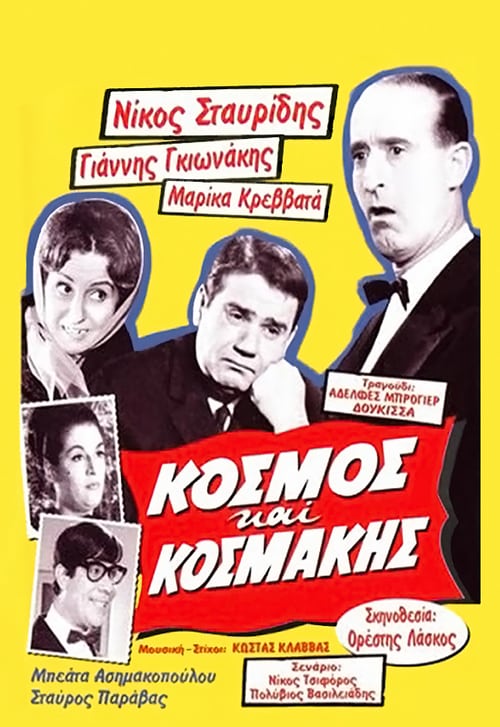 Νίκος Σταυρίδης
Γιάννης Γκιωνάκης
Μαρίκα Κρεββατά
Τραγούδι:
ΑΔΕΛΦΕΣ ΜΠΡΟΓΙΕΡ
ΔΟΥΚΙΣΣΑ
ΚΟΣΜΟΣ
και
ΚΟΣΜΑΚΗΣ
Σκηνοθεσία:
Ορέστης Λάσκος
Μουσική - Στίχοι: ΚΩΣΤΑΣ ΚΛΑΒΒΑΣ
Σενάριο:
Νίκος Τσιφόρος
Πολύβιος Βασιλειάδης
Μπεάτα Ασημακοπούλου
Σταύρος Παράβας